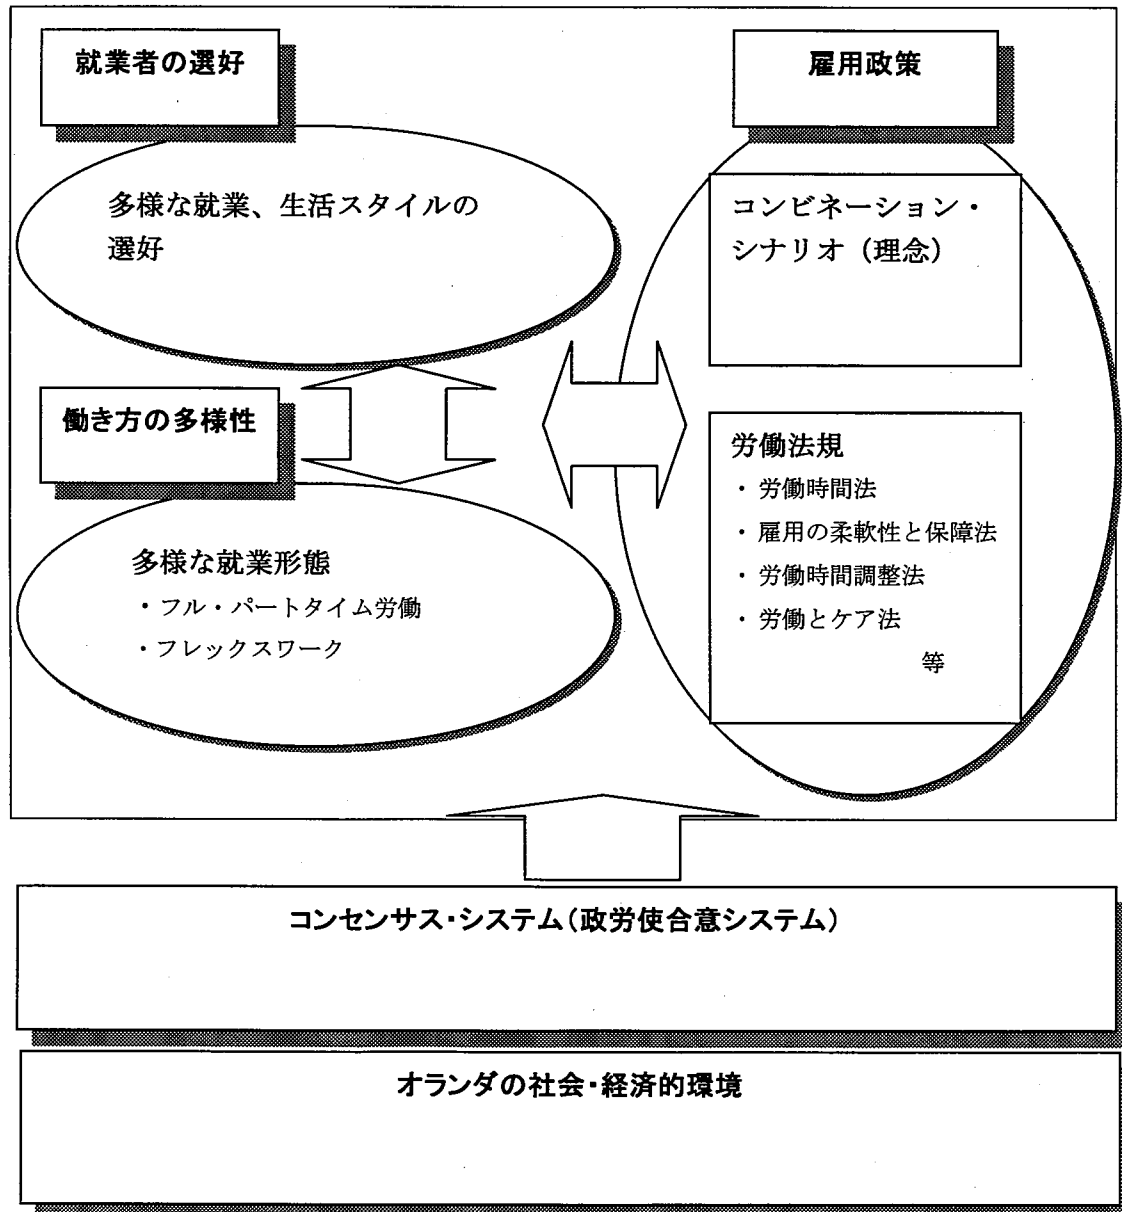 就業者の選好
多様な就業、生活スタイルの
選好
働き方の多様性
多様な就業形態
・フル・パートタイム労働
・フレックスワーク
雇用政策
コンビネーション・
シナリオ（理念）
労働法規
・ 労働時間法
・ 雇用の柔軟性と保障法
・ 労働時間調整法
・ 労働とケア法
等
コンセンサス・システム（政労使合意システム）
オランダの社会・経済的環境